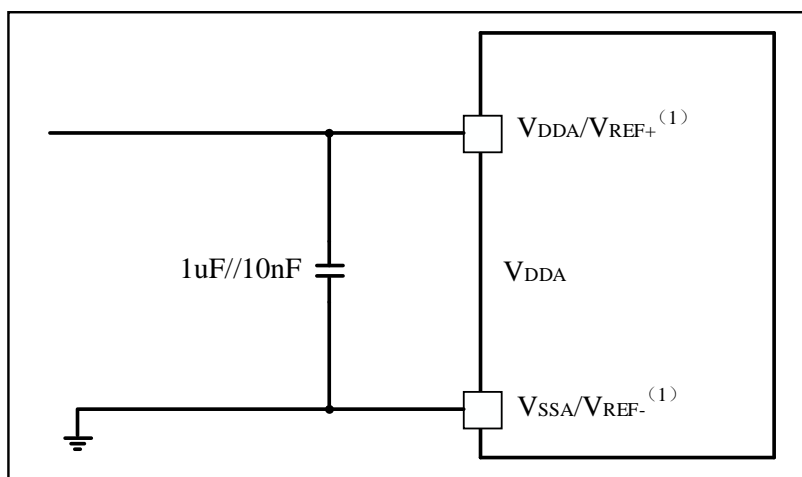 VDDA/VREF+（1）
1uF//10nF
VDDA
VSSA/VREF-（1）